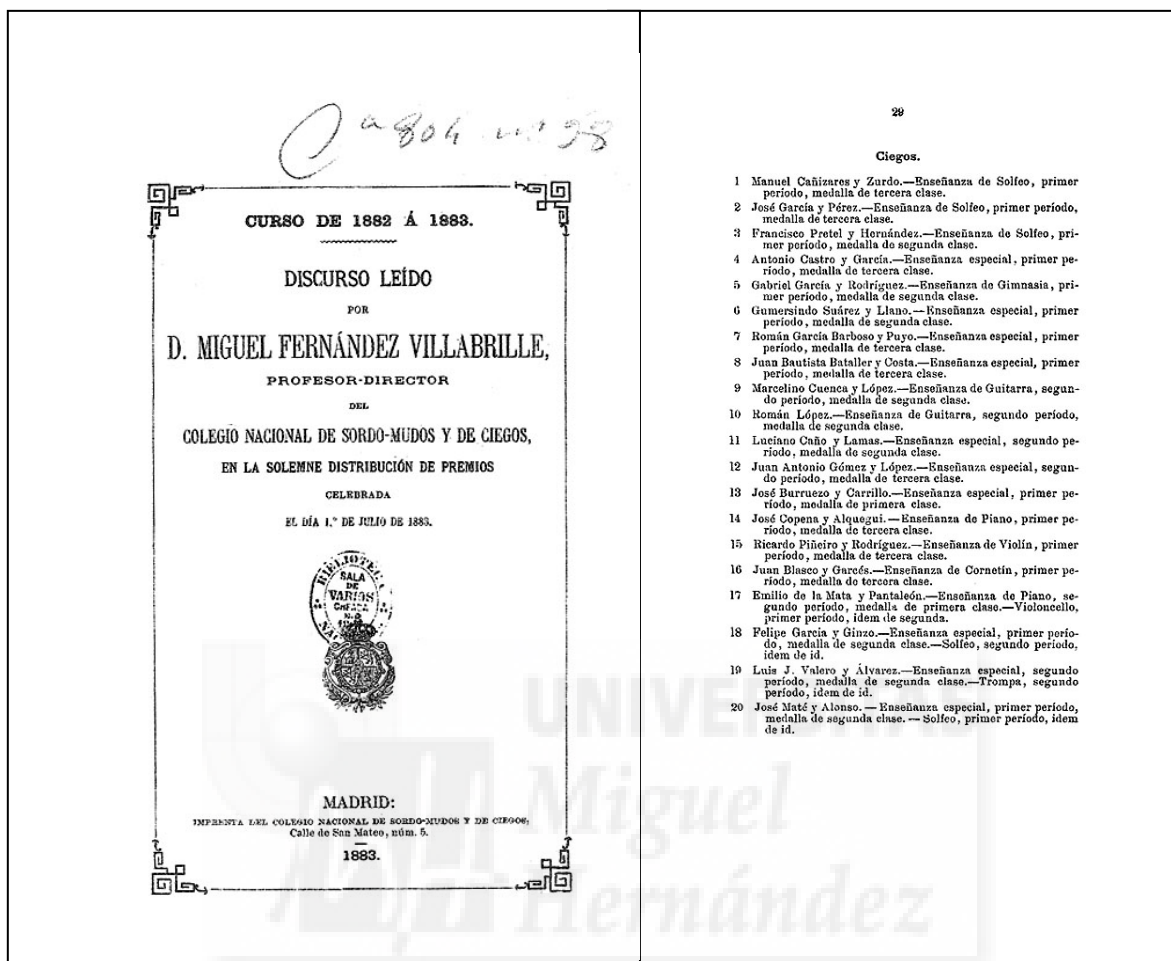 804 98
CURSO DE 1882 Á 1883.
DISCURSO LEÍDO
POR
D. MIGUEL FERNÁNDEZ VILLABRILLE,
PROFESOR-DIRECTOR
DEL
COLEGIO NACIONAL DE SORDO-MUDOS Y DE CIEGOS,
EN LA SOLEMNE DISTRIBUCIÓN DE PREMIOS
CELEBRADA
EL DÍA 1.º DE JULIO DE 1883.
BIBLIOTECA
SALA
DE
VARIOS
MADRID:
IMPRENTA DEL COLEGIO NACIONAL DE SORDO-MUDOS Y DE CIEGOS,
Calle de San Mateo, núm. 5.
1883.
29
Ciegos.
1 Manuel Cañizares y Zurdo.—Enseñanza de Solfeo, primer
período, medalla de tercera clase.
2 José García y Pérez.—Enseñanza de Solfeo, primer período,
medalla de tercera clase.
3 Francisco Pretel y Hernández.—Enseñanza de Solfeo, pri-
mer período, medalla de segunda clase.
4 Antonio Castro y García.—Enseñanza especial, primer pe-
ríodo, medalla de tercera clase.
5 Gabriel García y Rodríguez.—Enseñanza de Gimnasia, pri-
mer período, medalla de segunda clase.
6 Gumersindo Suárez y Llano.—Enseñanza especial, primer
período, medalla de segunda clase.
7 Román García Barboso y Puyo.—Enseñanza especial, primer
período, medalla de tercera clase.
8 Juan Bautista Bataller y Costa.—Enseñanza especial, primer
período, medalla de tercera clase.
9 Marcelino Cuenca y López.—Enseñanza de Guitarra, segun-
do período, medalla de segunda clase.
10 Román López.—Enseñanza de Guitarra, segundo período,
medalla de segunda clase.
11 Luciano Caño y Lamas.—Enseñanza especial, segundo pe-
ríodo, medalla de segunda clase.
12 Juan Antonio Gómez y López.—Enseñanza especial, segun-
do período, medalla de tercera clase.
13 José Burruezo y Carrillo.—Enseñanza especial, primer pe-
ríodo, medalla de primera clase.
14 José Copena y Alquegui.—Enseñanza de Piano, primer pe-
ríodo, medalla de tercera clase.
15 Ricardo Piñeiro y Rodríguez.—Enseñanza de Violín, primer
período, medalla de tercera clase.
16 Juan Blasco y Garcés.—Enseñanza de Cornetín, primer pe-
ríodo, medalla de tercera clase.
17 Emilio de la Mata y Pantaleón.—Enseñanza de Piano, se-
gundo período, medalla de primera clase.—Violoncello,
primer período, idem de segunda.
18 Felipe García y Ginzo.—Enseñanza especial, primer perío-
do, medalla de segunda clase.—Solfeo, segundo período,
idem de id.
19 Luis J. Valero y Álvarez.—Enseñanza especial, segundo
período, medalla de segunda clase.—Trompa, segundo
período, idem de id.
20 José Maté y Alonso.—Enseñanza especial, primer período,
medalla de segunda clase.—Solfeo, primer período, idem
de id.
UNIVERSITAS
Miguel
Hernández